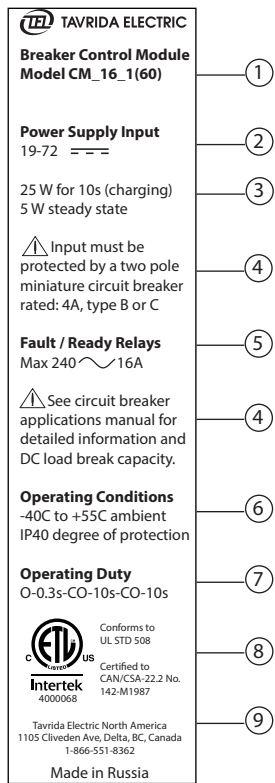 TEL TAVRIDA ELECTRIC
Breaker Control Module
Model CM_16_1(60)
1
Power Supply Input
19-72
2
25 W for 10s (charging)
5 W steady state
3
Input must be
protected by a two pole
miniature circuit breaker
rated: 4A, type B or C
4
Fault / Ready Relays
Max 240 16A
5
See circuit breaker
applications manual for
detailed information and
DC load break capacity.
4
Operating Conditions
-40C to +55C ambient
IP40 degree of protection
6
Operating Duty
O-0.3s-CO-10s-CO-10s
7
ETL
LISTED
C US
Intertek
4000068
Conforms to
UL STD 508
Certified to
CAN/CSA-22.2 No.
142-M1987
8
Tavrida Electric North America
1105 Cliveden Ave, Delta, BC, Canada
1-866-551-8362
9
Made in Russia